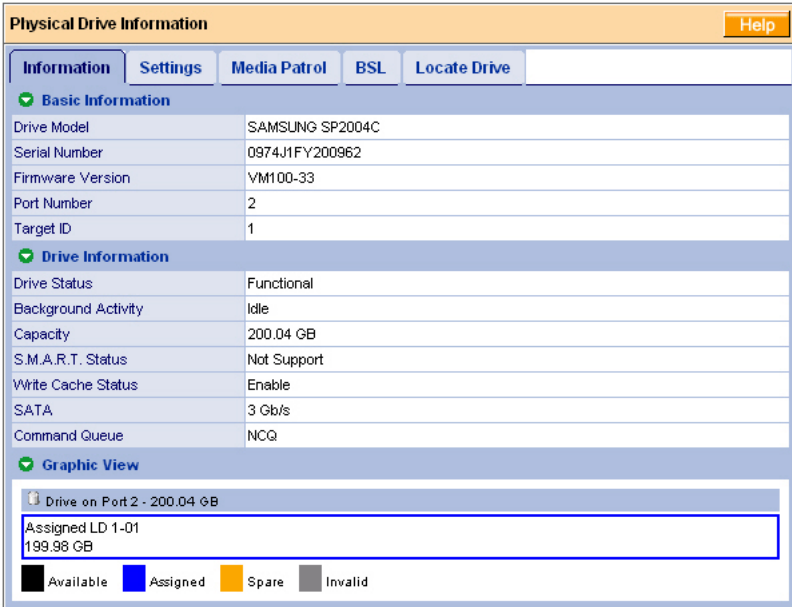 Physical Drive Information Help
Information Settings Media Patrol BSL Locate Drive
Basic Information
Drive Model SAMSUNG SP2004C
Serial Number 0974J1FY200962
Firmware Version VM100-33
Port Number 2
Target ID 1
Drive Information
Drive Status Functional
Background Activity Idle
Capacity 200.04 GB
S.M.A.R.T. Status Not Support
Write Cache Status Enable
SATA 3 Gb/s
Command Queue NCQ
Graphic View
Drive on Port 2 - 200.04 GB
Assigned LD 1-01
199.98 GB
Available Assigned Spare Invalid